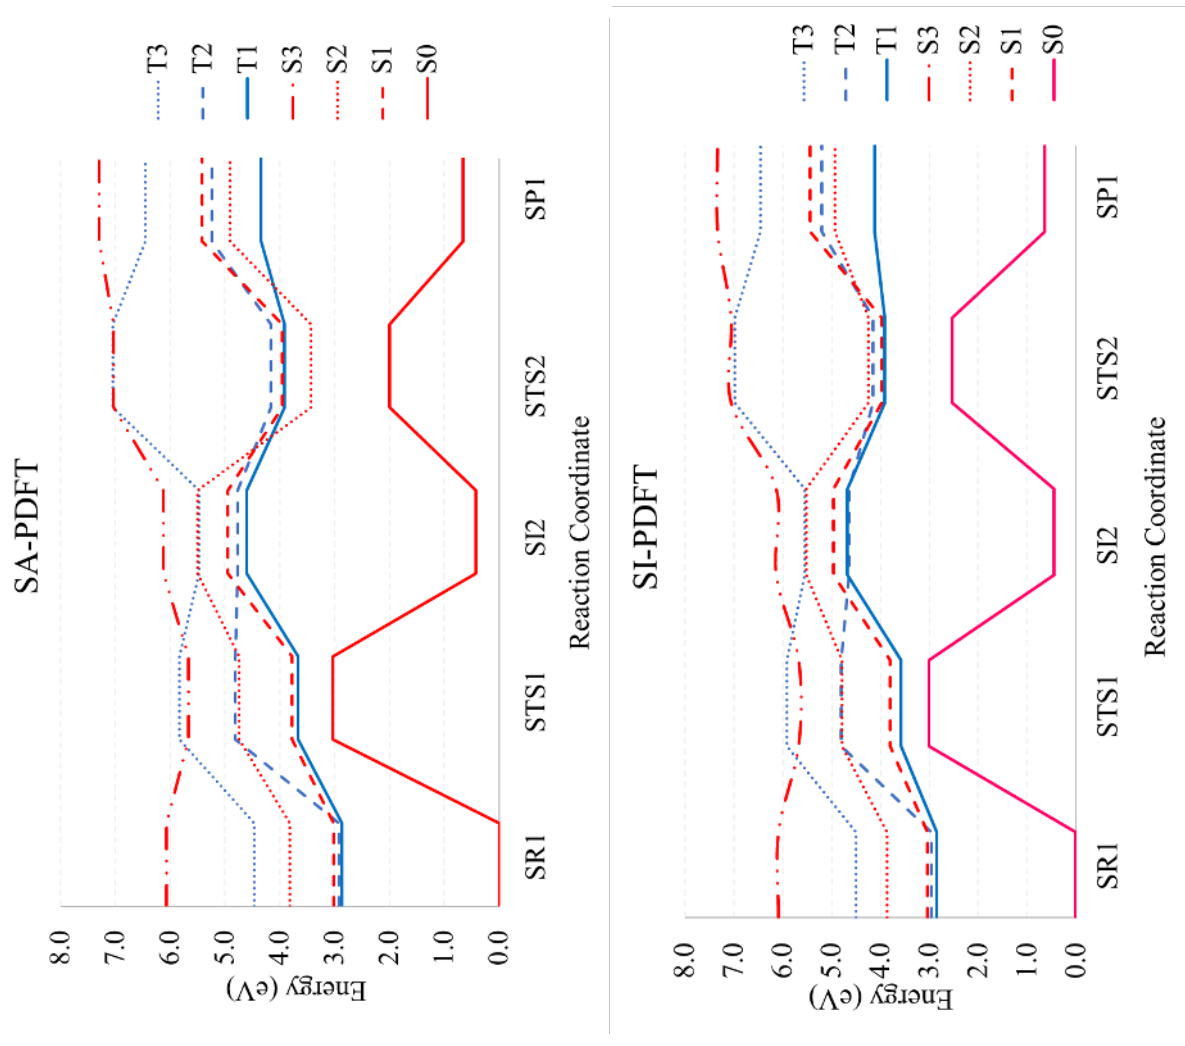 SA-PDFT
8.0
7.0
6.0
5.0
4.0
3.0
2.0
1.0
0.0
Energy (eV)
SR1
STS1
SI2
STS2
SP1
Reaction Coordinate
T3
T2
T1
S3
S2
S1
S0
SI-PDFT
8.0
7.0
6.0
5.0
4.0
3.0
2.0
1.0
0.0
Energy (eV)
SR1
STS1
SI2
STS2
SP1
Reaction Coordinate
T3
T2
T1
S3
S2
S1
S0